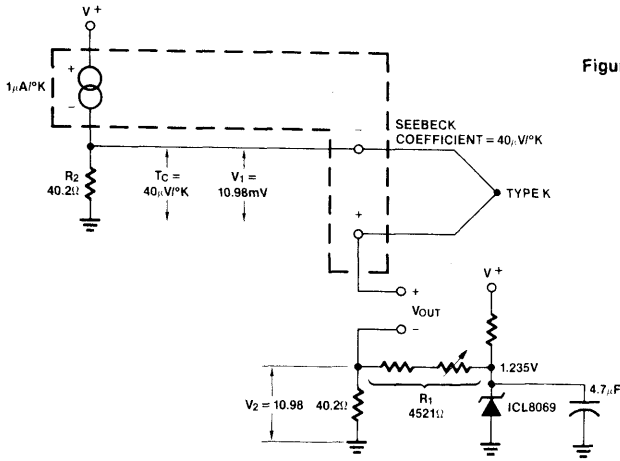 V+
1μA/°K
+
−
R2
40.2Ω
TC =
40μV/°K
V1 =
10.98mV
Figu
−
SEEBECK
COEFFICIENT = 40μV/°K
+
TYPE K
+
VOUT
−
V+
1.235V
V2 = 10.98
40.2Ω
R1
4521Ω
ICL8069
4.7μF